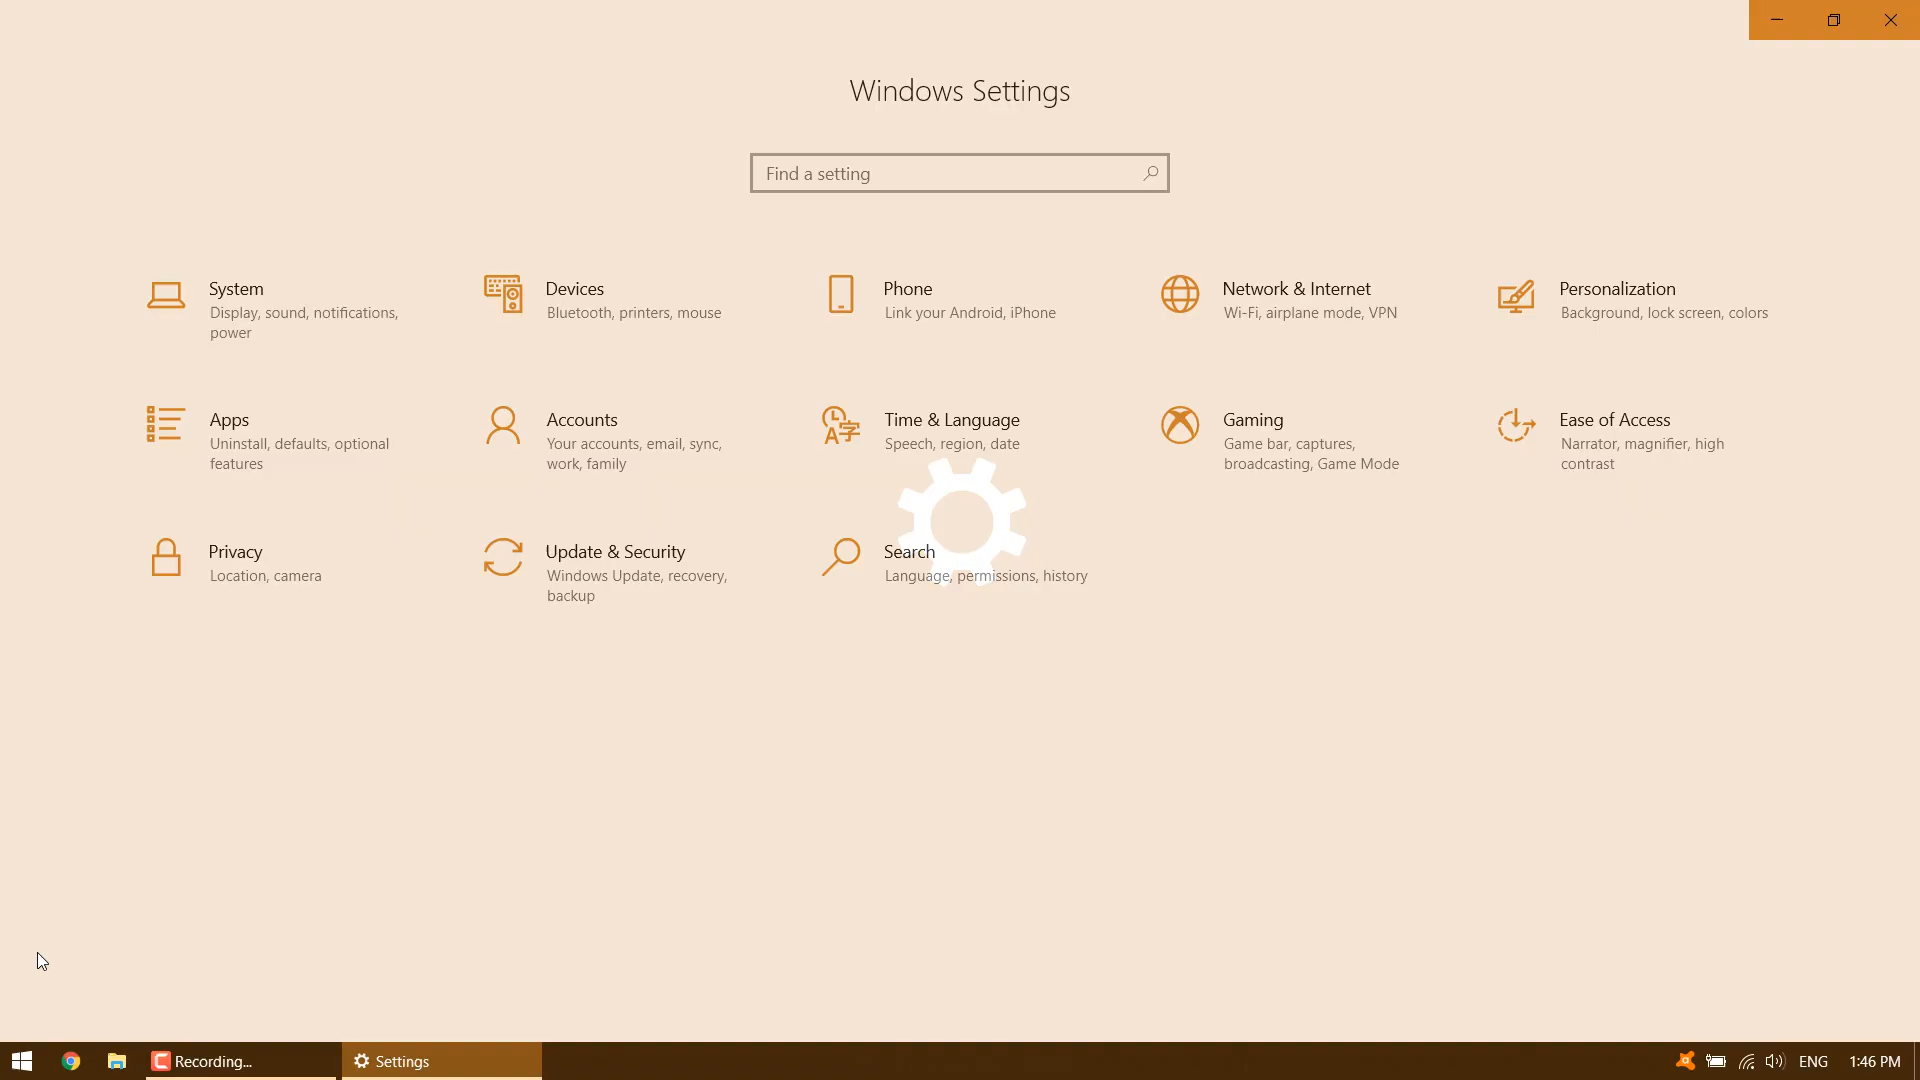 Windows Settings
Find a setting
System
Display, sound, notifications,
power
Devices
Bluetooth, printers, mouse
Phone
Link your Android, iPhone
Network & Internet
Wi-Fi, airplane mode, VPN
Personalization
Background, lock screen, colors
Apps
Uninstall, defaults, optional
features
Accounts
Your accounts, email, sync,
work, family
Time & Language
Speech, region, date
Gaming
Game bar, captures,
broadcasting, Game Mode
Ease of Access
Narrator, magnifier, high
contrast
Privacy
Location, camera
Update & Security
Windows Update, recovery,
backup
Search
Language, permissions, history
Recording...
Settings
ENG
1:46 PM